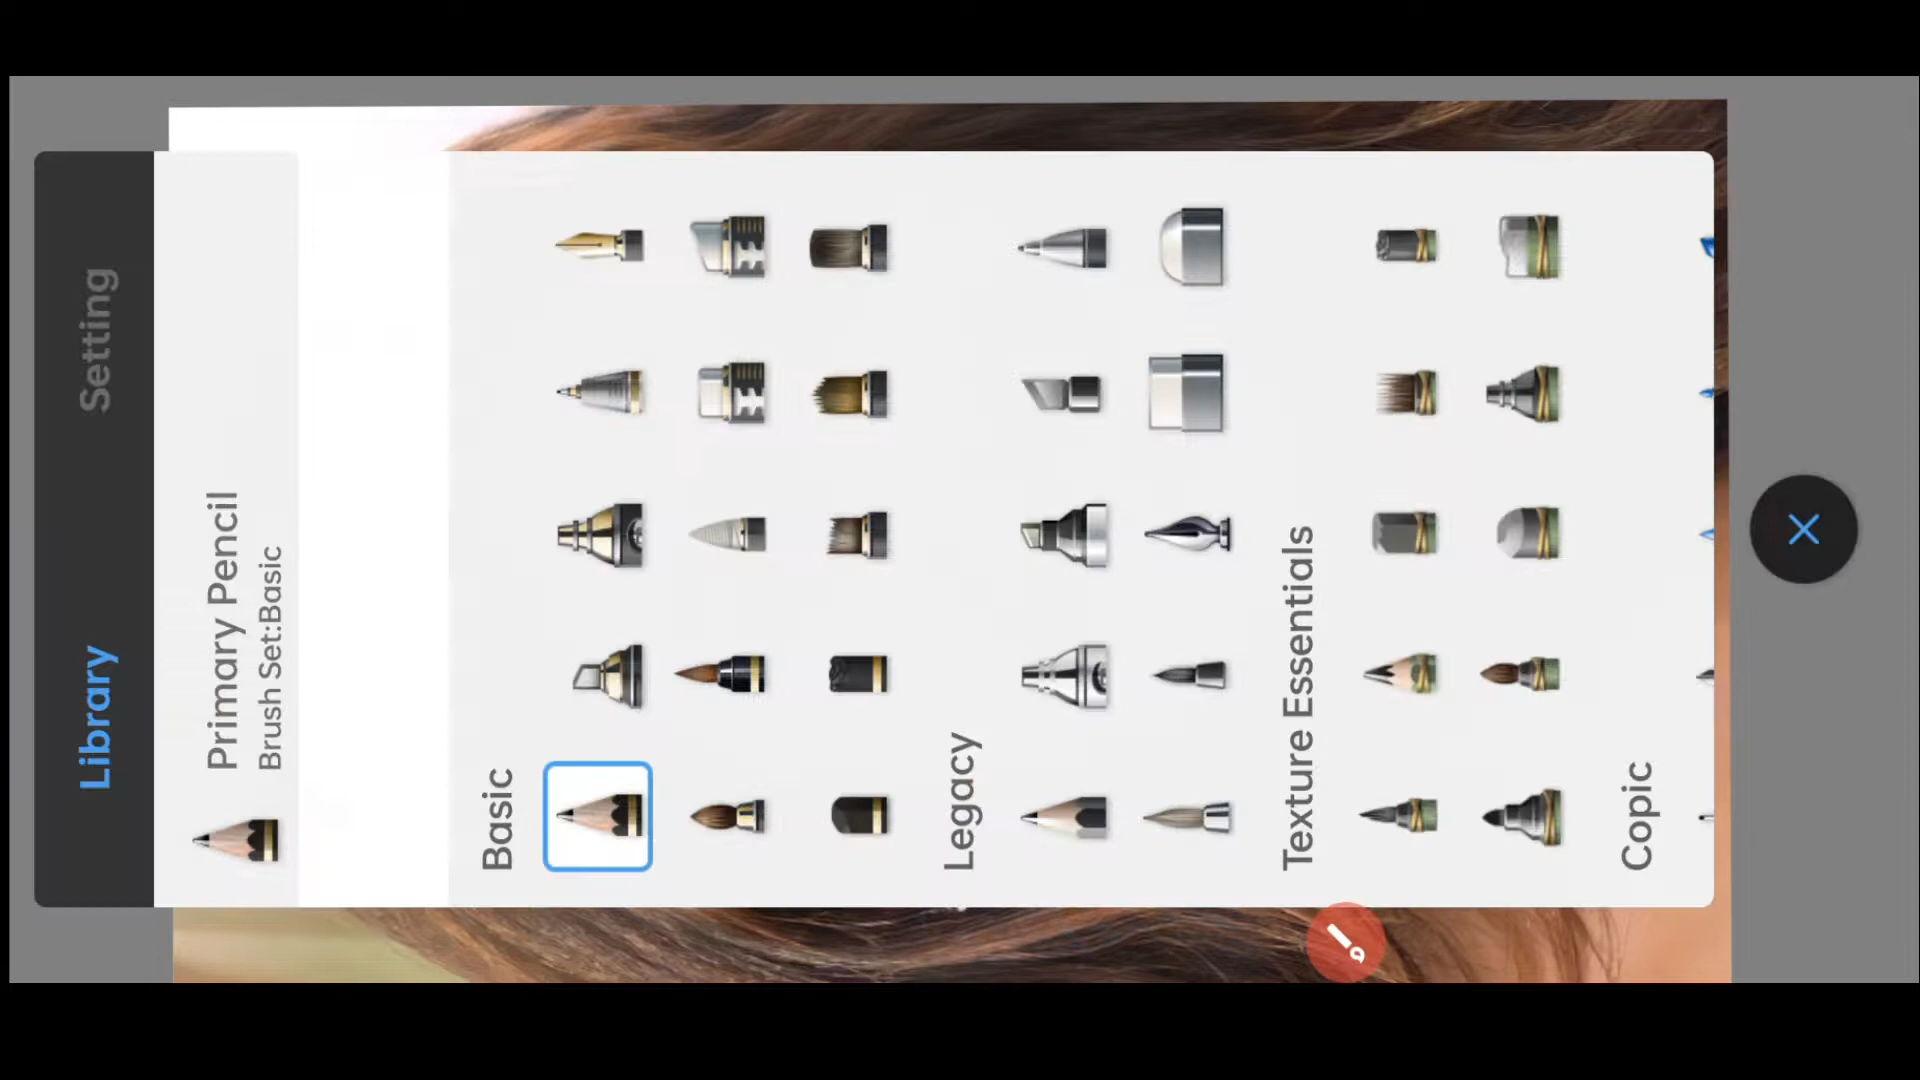 Library
Setting
Primary Pencil
Brush Set:Basic
Basic
Legacy
Texture Essentials
Copic